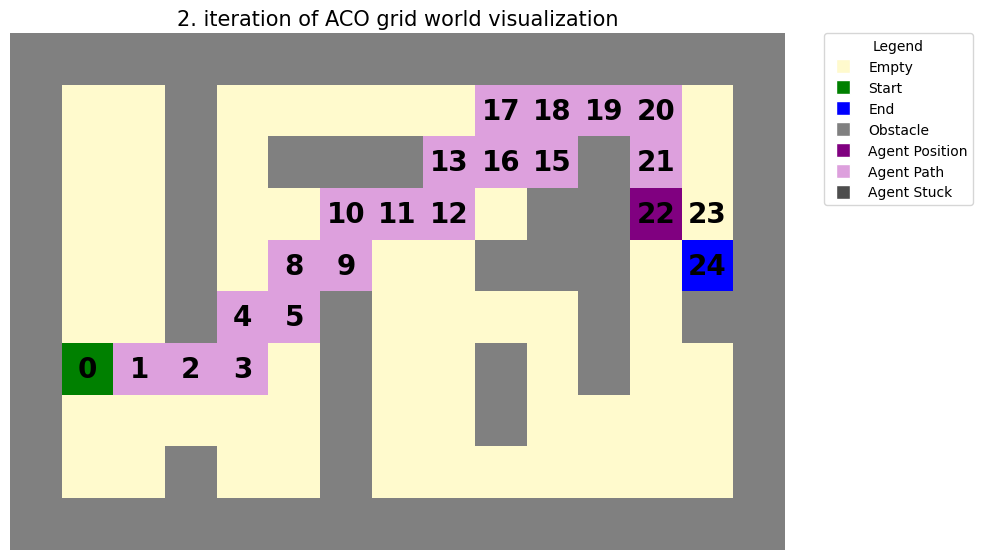 2. iteration of ACO grid world visualization
17 18 19 20
13 16 15 21
10 11 12 22 23
8 9 24
4 5
0 1 2 3
Legend
Empty
Start
End
Obstacle
Agent Position
Agent Path
Agent Stuck